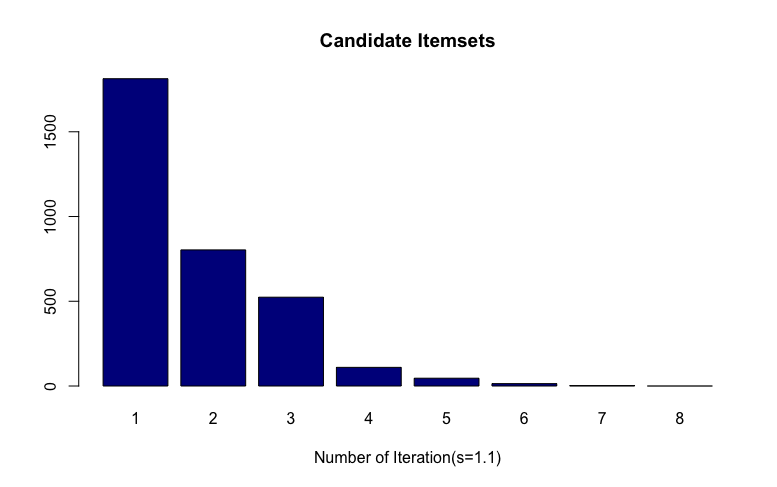 Candidate Itemsets
1500
1000
500
0
1 2 3 4 5 6 7 8
Number of Iteration(s=1.1)